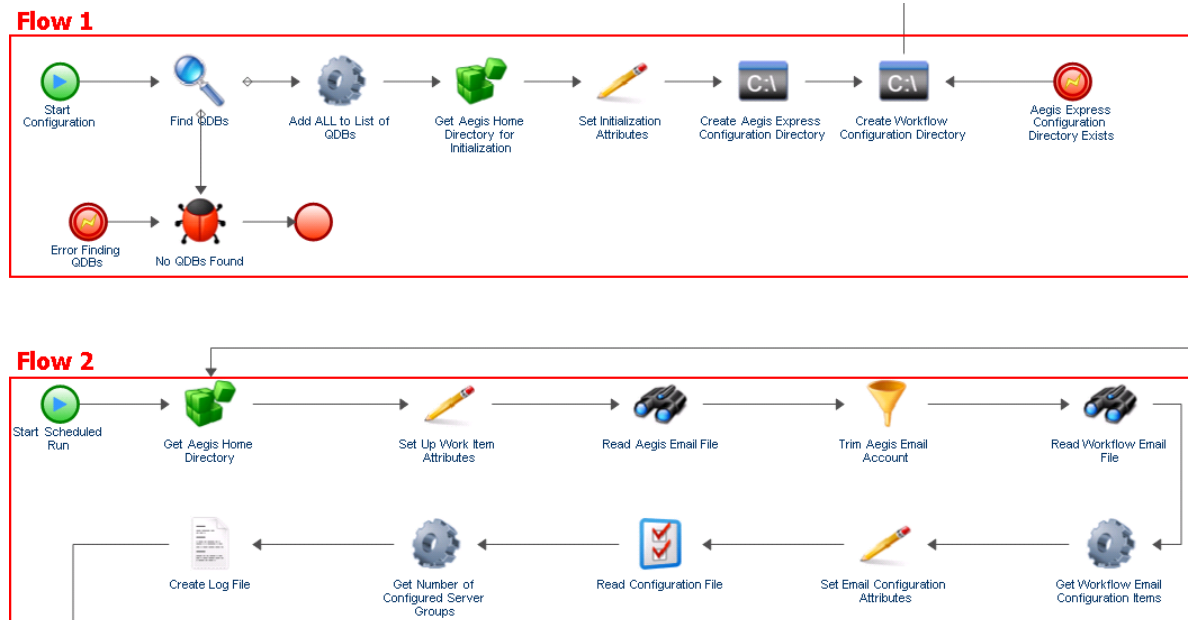 Flow 1
C:\
C:\
Start
Configuration
Find QDBs
Add ALL to List of
QDBs
Get Aegis Home
Directory for
Initialization
Set Initialization
Attributes
Create Aegis Express
Configuration Directory
Create Workflow
Configuration Directory
Aegis Express
Configuration
Directory Exists
Error Finding
QDBs
No QDBs Found
Flow 2
Start Scheduled
Run
Get Aegis Home
Directory
Set Up Work Item
Attributes
Read Aegis Email File
Trim Aegis Email
Account
Read Workflow Email
File
Create Log File
Get Number of
Configured Server
Groups
Read Configuration File
Set Email Configuration
Attributes
Get Workflow Email
Configuration Items